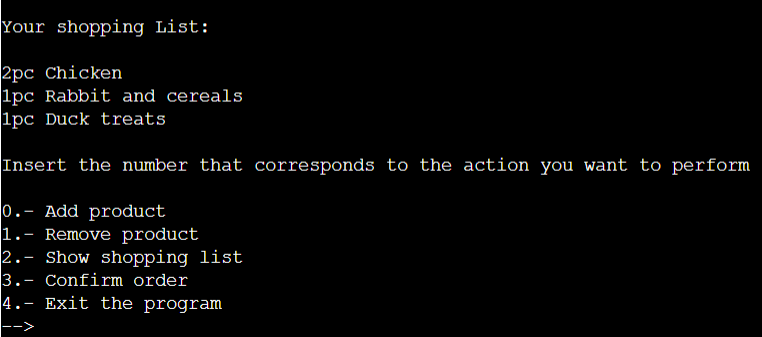 Your shopping List:
2pc Chicken
1pc Rabbit and cereals
1pc Duck treats
Insert the number that corresponds to the action you want to perform
0.- Add product
1.- Remove product
2.- Show shopping list
3.- Confirm order
4.- Exit the program
-->